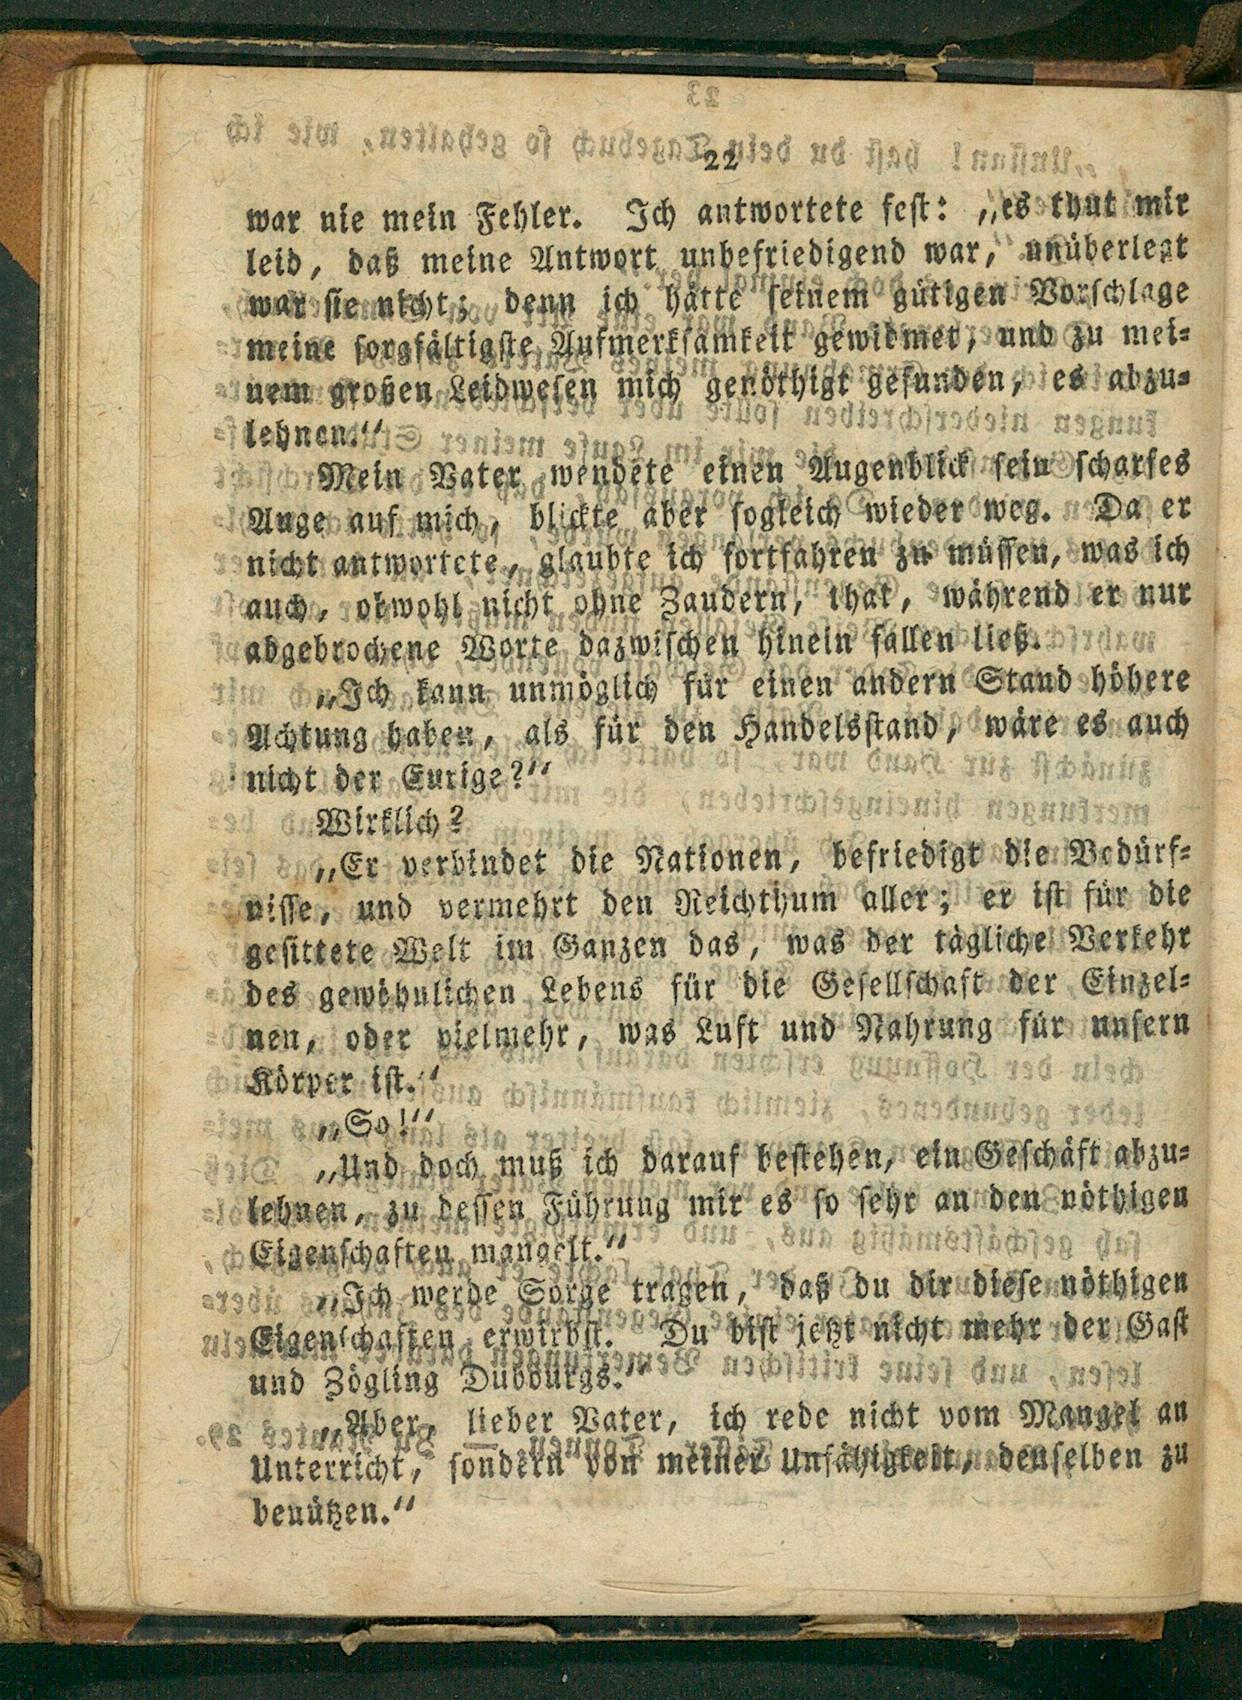 22
war nie mein Fehler. Ich antwortete fest: „es thut mir
leid, daß meine Antwort unbefriedigend war, unüberlegt
war sie nicht; denn ich hatte seinem gütigen Vorschlage
meine sorgfältigste Aufmerksamkeit gewidmet, und zu mei-
nem großen Leidwesen mich genöthigt gefunden, es abzu-
lehnen.“
Mein Vater wendete einen Augenblick sein scharfes
Auge auf mich, blickte aber sogleich wieder weg. Da er
nicht antwortete, glaubte ich fortfahren zu müssen, was ich
auch, obwohl nicht ohne Zaudern, that, während er nur
abgebrochene Worte dazwischen hinein fallen ließ.
„Ich kann unmöglich für einen andern Stand höhere
Achtung haben, als für den Handelsstand, wäre es auch
nicht der Eurige?“
Wirklich?
„Er verbindet die Nationen, befriedigt die Bedürf-
nisse, und vermehrt den Reichthum aller; er ist für die
gesittete Welt im Ganzen das, was der tägliche Verkehr
des gewöhnlichen Lebens für die Gesellschaft der Einzel-
nen, oder vielmehr, was Luft und Nahrung für unsern
Körper ist.“
„So!“
„Und doch muß ich darauf bestehen, ein Geschäft abzu-
lehnen, zu dessen Führung mir es so sehr an den nöthigen
Eigenschaften mangelt.“
„Ich werde Sorge tragen, daß du dir diese nöthigen
Eigenschaften erwirbst. Du bist jetzt nicht mehr der Gast
und Zögling Dubourgs.“
„Aber, lieber Vater, ich rede nicht vom Mangel an
Unterricht, sondern von meiner Unfähigkeit, denselben zu
benützen.“